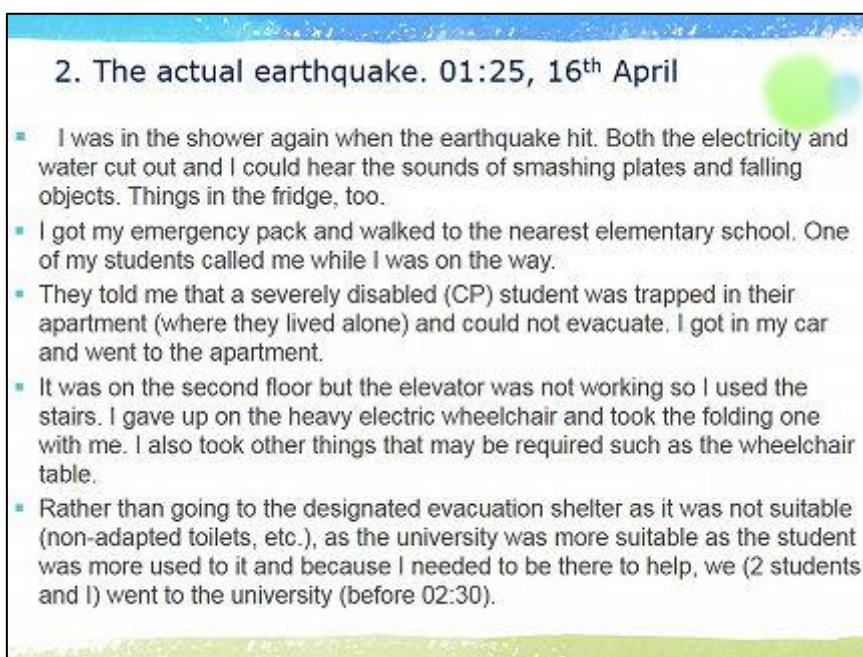 2. The actual earthquake. 01:25, 16th April
I was in the shower again when the earthquake hit. Both the electricity and
water cut out and I could hear the sounds of smashing plates and falling
objects. Things in the fridge, too.
I got my emergency pack and walked to the nearest elementary school. One
of my students called me while I was on the way.
They told me that a severely disabled (CP) student was trapped in their
apartment (where they lived alone) and could not evacuate. I got in my car
and went to the apartment.
It was on the second floor but the elevator was not working so I used the
stairs. I gave up on the heavy electric wheelchair and took the folding one
with me. I also took other things that may be required such as the wheelchair
table.
Rather than going to the designated evacuation shelter as it was not suitable
(non-adapted toilets, etc.), as the university was more suitable as the student
was more used to it and because I needed to be there to help, we (2 students
and I) went to the university (before 02:30).